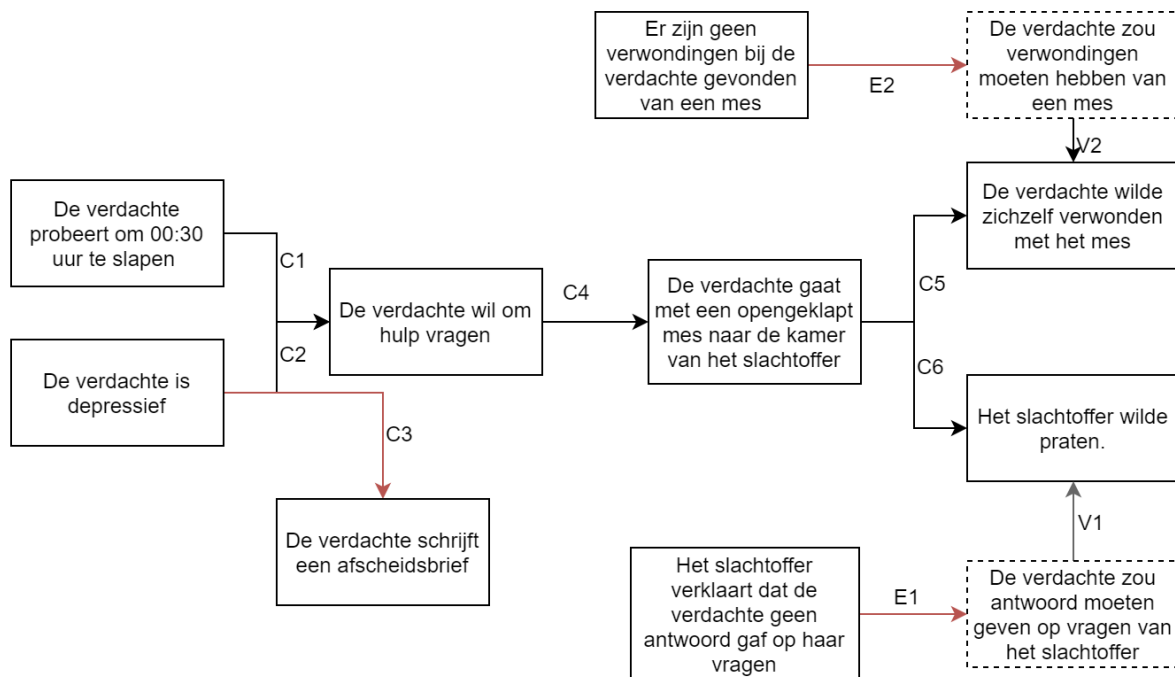 Er zijn geen
verwondingen bij de
verdachte gevonden
van een mes
E2
De verdachte zou
verwondingen
moeten hebben van
een mes
V2
De verdachte
probeert om 00:30
uur te slapen
C1
De verdachte wil om
hulp vragen
C4
De verdachte gaat
met een opengeklapt
mes naar de kamer
van het slachtoffer
C5
De verdachte wilde
zichzelf verwonden
met het mes
C2
De verdachte is
depressief
C3
C6
Het slachtoffer wilde
praten.
De verdachte schrijft
een afscheidsbrief
V1
Het slachtoffer
verklaart dat de
verdachte geen
antwoord gaf op haar
vragen
E1
De verdachte zou
antwoord moeten
geven op vragen van
het slachtoffer